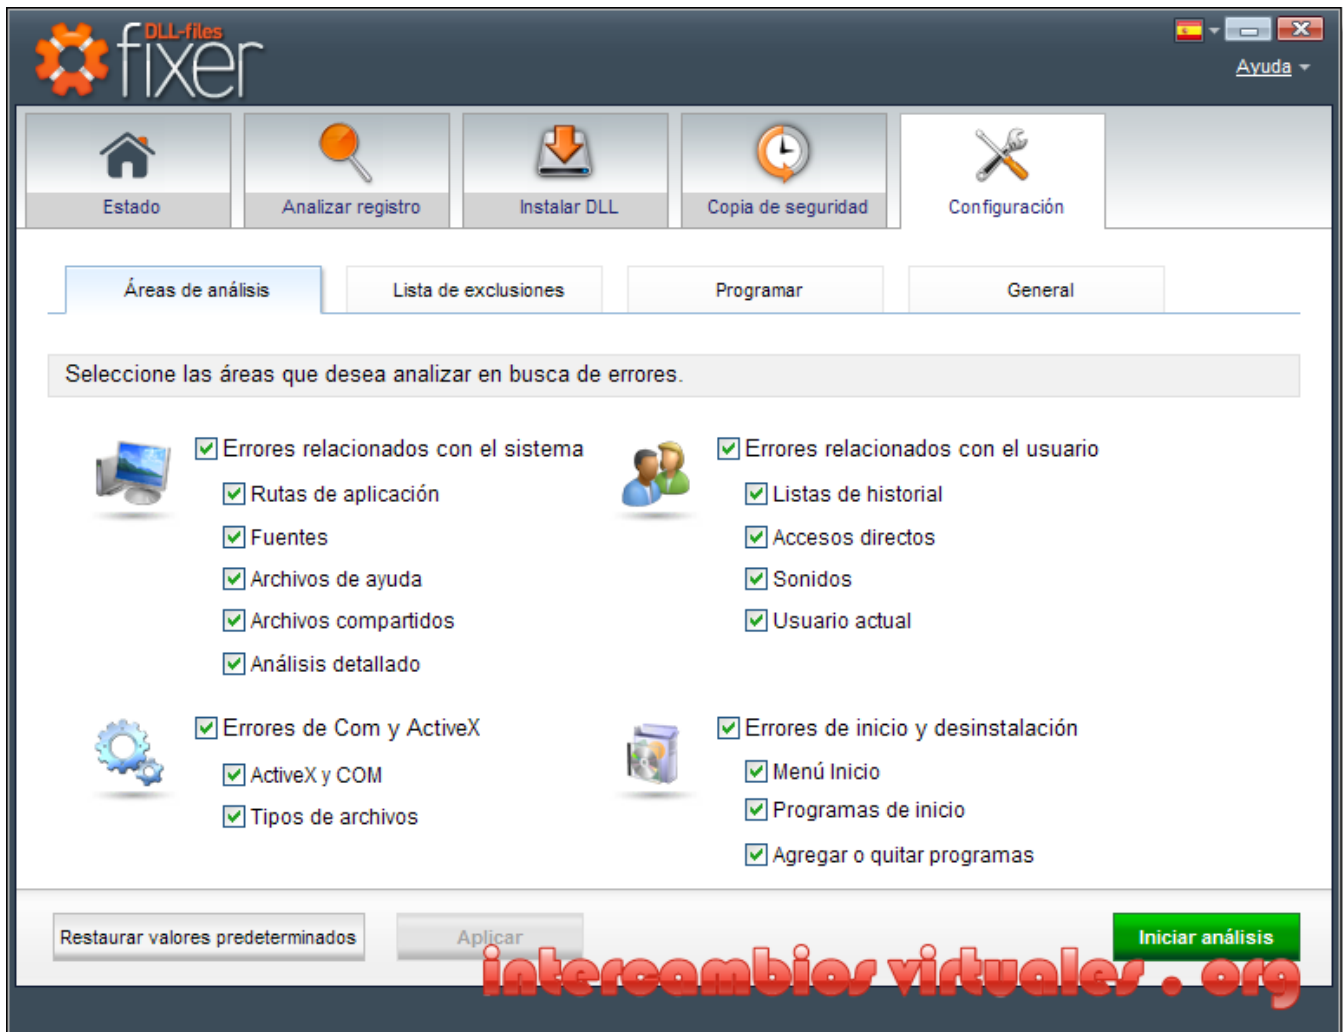 DLL-files
fixer
Ayuda
Estado
Analizar registro
Instalar DLL
Copia de seguridad
Configuración
Áreas de análisis
Lista de exclusiones
Programar
General
Seleccione las áreas que desea analizar en busca de errores.
Errores relacionados con el sistema
Rutas de aplicación
Fuentes
Archivos de ayuda
Archivos compartidos
Análisis detallado
Errores relacionados con el usuario
Listas de historial
Accesos directos
Sonidos
Usuario actual
Errores de Com y ActiveX
ActiveX y COM
Tipos de archivos
Errores de inicio y desinstalación
Menú Inicio
Programas de inicio
Agregar o quitar programas
Restaurar valores predeterminados
Aplicar
Iniciar análisis
intercambios virtuales . org